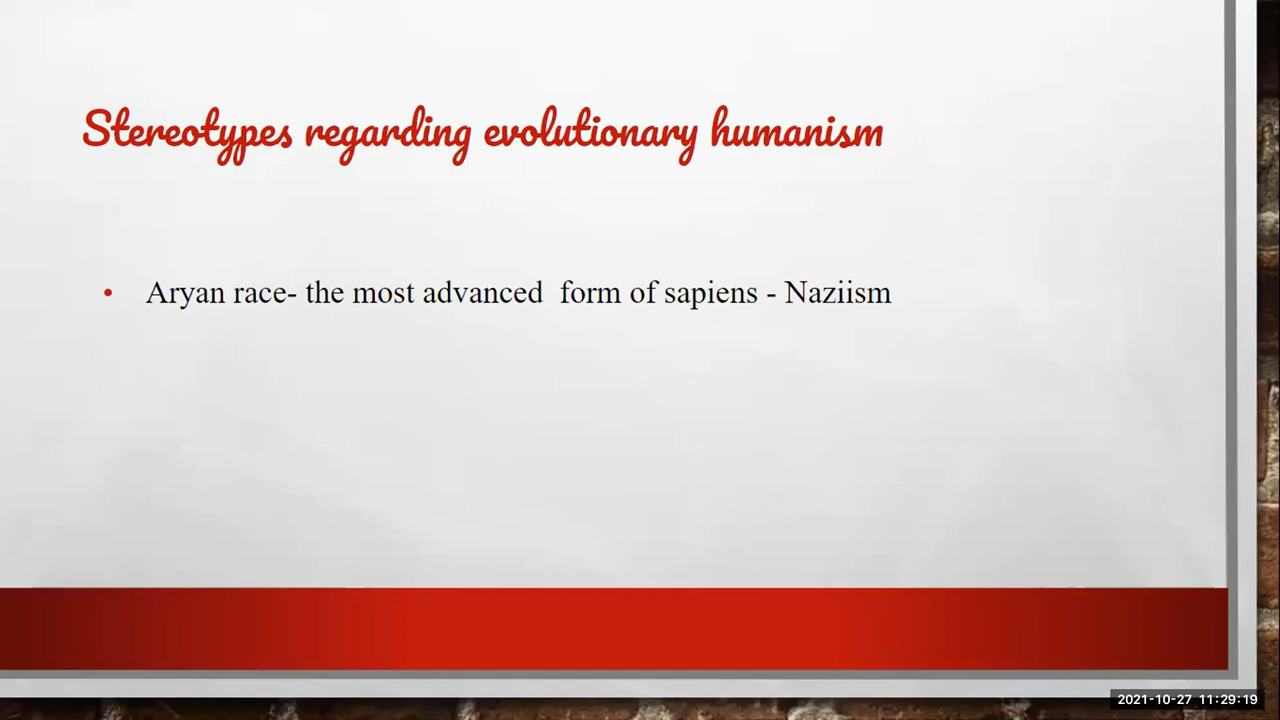 Stereotypes regarding evolutionary humanism
• Aryan race- the most advanced form of sapiens - Naziism
2021-10-27 11:29:19